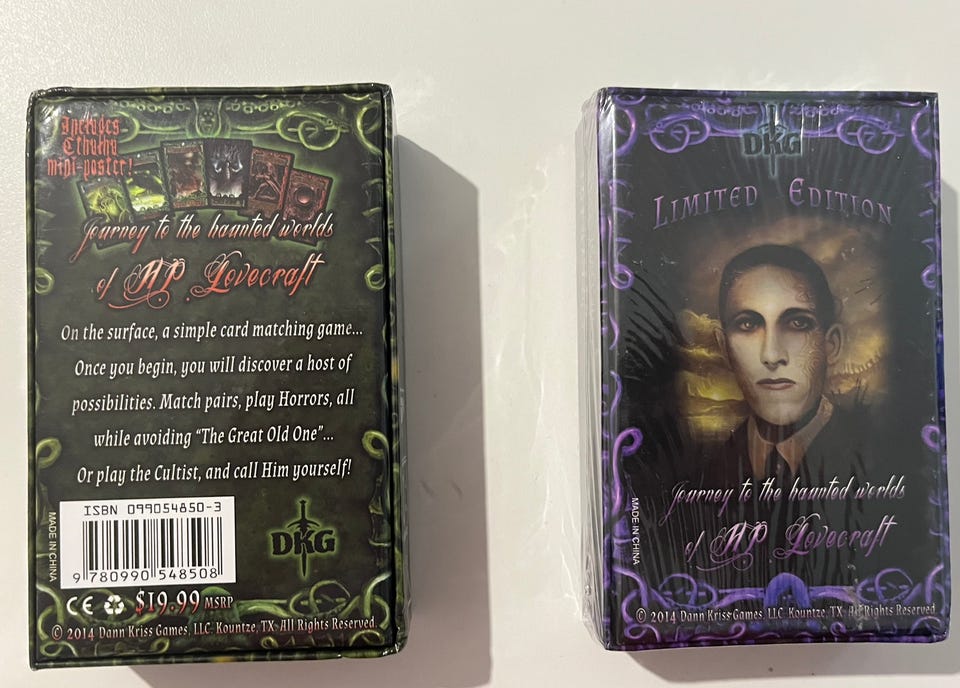 Includes
Cthulhu
mini-poster!
Journey to the haunted worlds
of HP Lovecraft
On the surface, a simple card matching game...
Once you begin, you will discover a host of
possibilities. Match pairs, play Horrors, all
while avoiding “The Great Old One”...
Or play the Cultist, and call Him yourself!
MADE IN CHINA
ISBN 099054850-3
9 780990 548508
DKG
CE $19.99 MSRP
© 2014 Dann Kriss Games, LLC. Kountze, TX. All Rights Reserved.
DKG
LIMITED EDITION
Journey to the haunted worlds
of HP Lovecraft
MADE IN CHINA
© 2014 Dann Kriss Games, LLC. Kountze, TX. All Rights Reserved.